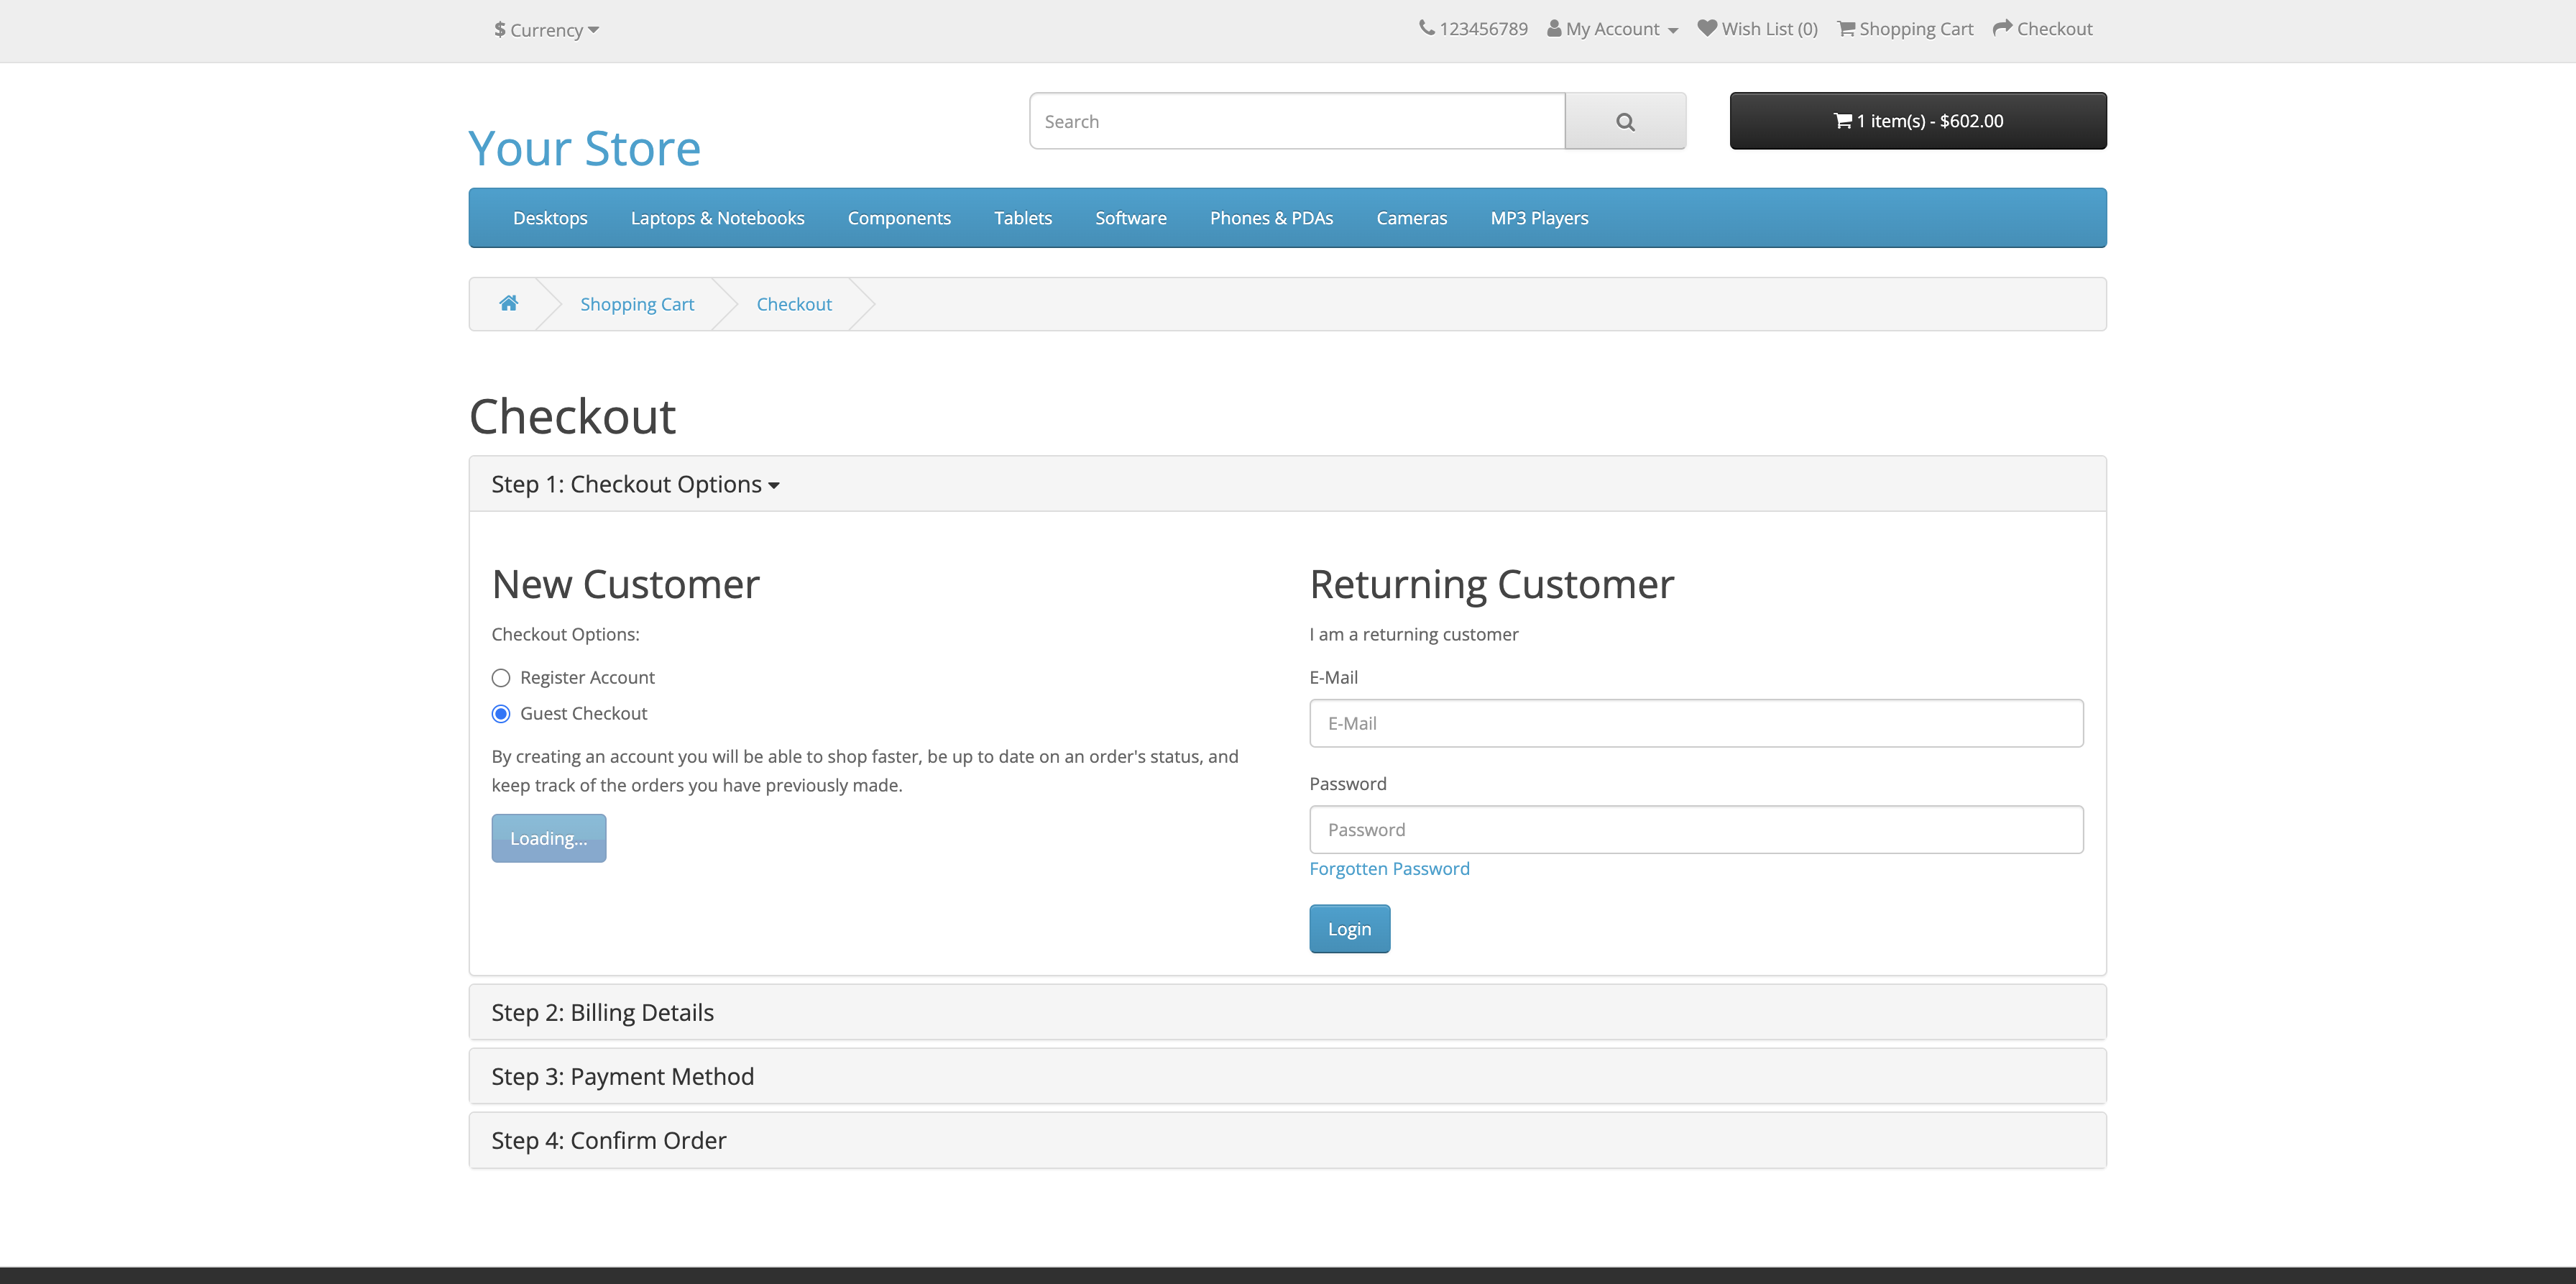 $ Currency
123456789 My Account Wish List (0) Shopping Cart Checkout
Your Store
Search
1 item(s) - $602.00
Desktops Laptops & Notebooks Components Tablets Software Phones & PDAs Cameras MP3 Players
Shopping Cart Checkout
Checkout
Step 1: Checkout Options
New Customer
Checkout Options:
Register Account
Guest Checkout
By creating an account you will be able to shop faster, be up to date on an order's status, and
keep track of the orders you have previously made.
Loading...
Returning Customer
I am a returning customer
E-Mail
E-Mail
Password
Password
Forgotten Password
Login
Step 2: Billing Details
Step 3: Payment Method
Step 4: Confirm Order